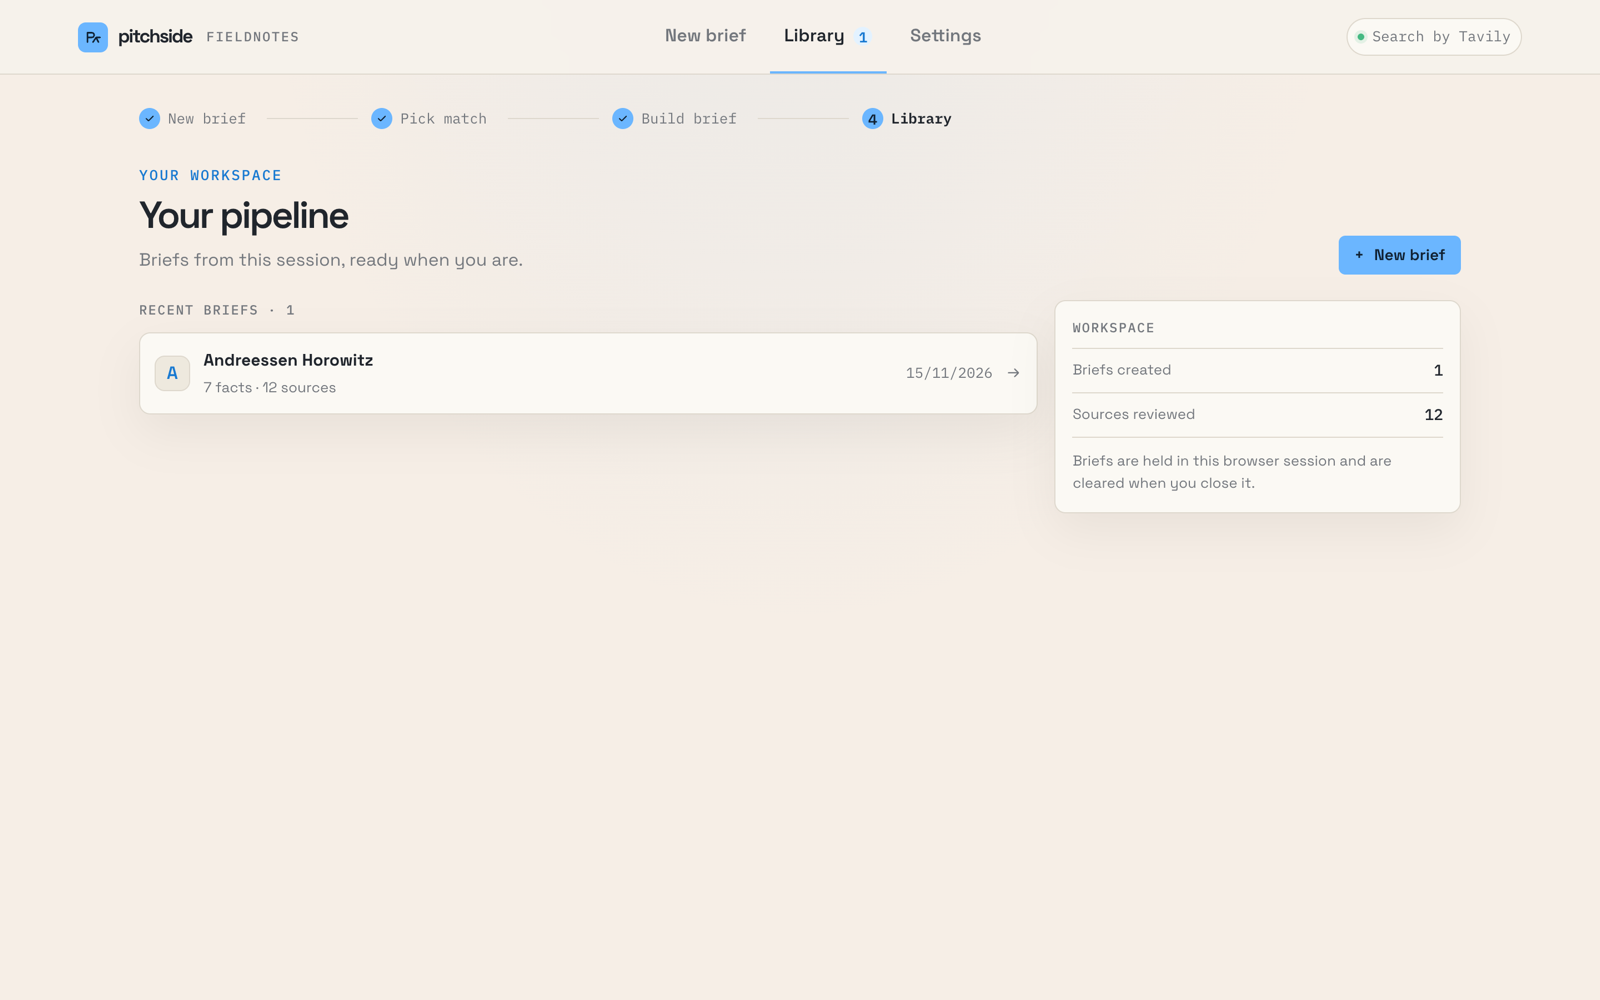 pitchside FIELDNOTES
New brief
Library 1
Settings
Search by Tavily
New brief
Pick match
Build brief
4 Library
YOUR WORKSPACE
Your pipeline
Briefs from this session, ready when you are.
+ New brief
RECENT BRIEFS · 1
A
Andreessen Horowitz
7 facts · 12 sources
15/11/2026 →
WORKSPACE
Briefs created 1
Sources reviewed 12
Briefs are held in this browser session and are
cleared when you close it.